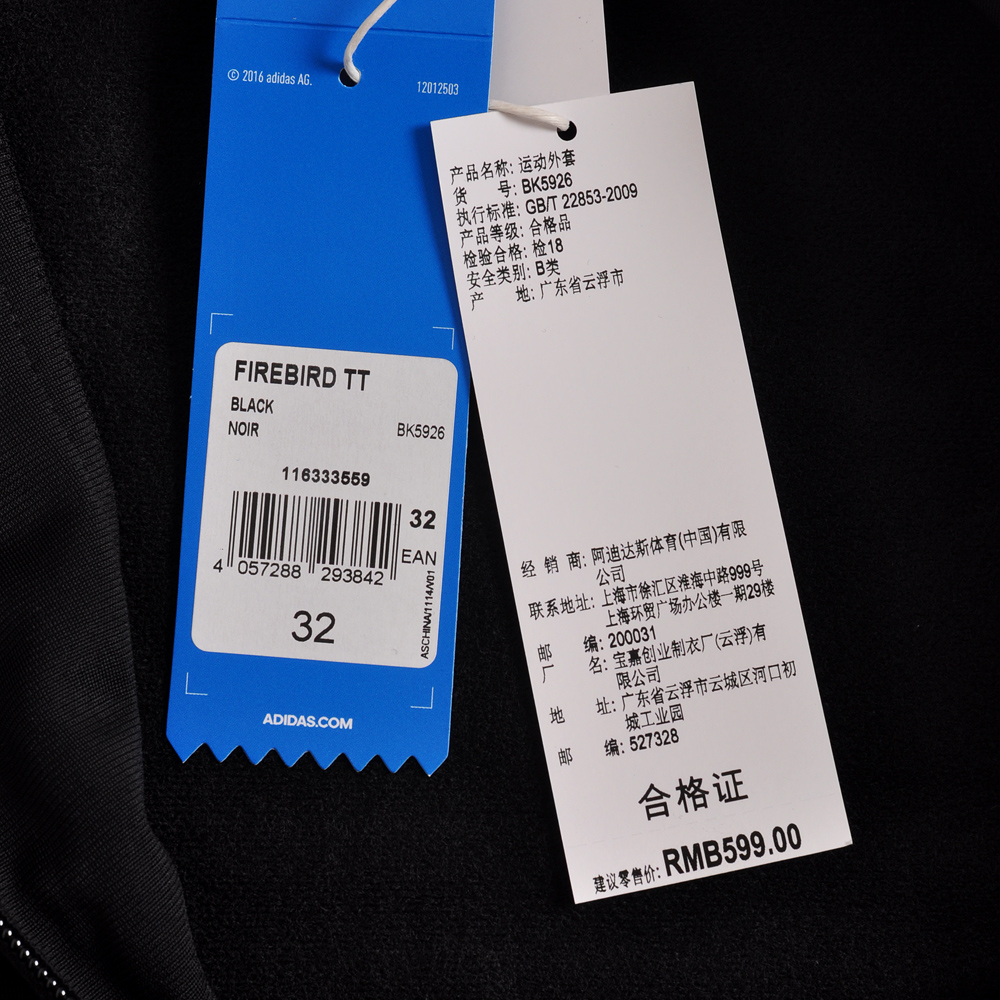 © 2016 adidas AG.
12012503
FIREBIRD TT
BLACK
NOIR
BK5926
116333559
32
EAN
4 057288 293842
32
ASCHINA/1114/V01
ADIDAS.COM
产品名称: 运动外套
货 号: BK5926
执行标准: GB/T 22853-2009
产品等级: 合格品
检验合格: 检18
安全类别: B类
产 地: 广东省云浮市
经 销 商: 阿迪达斯体育(中国)有限
公司
联系地址: 上海市徐汇区淮海中路999号
上海环贸广场办公楼一期29楼
邮 编: 200031
厂 名: 宝嘉创业制衣厂(云浮)有
限公司
地 址: 广东省云浮市云城区河口初
城工业园
邮 编: 527328
合格证
建议零售价: RMB599.00